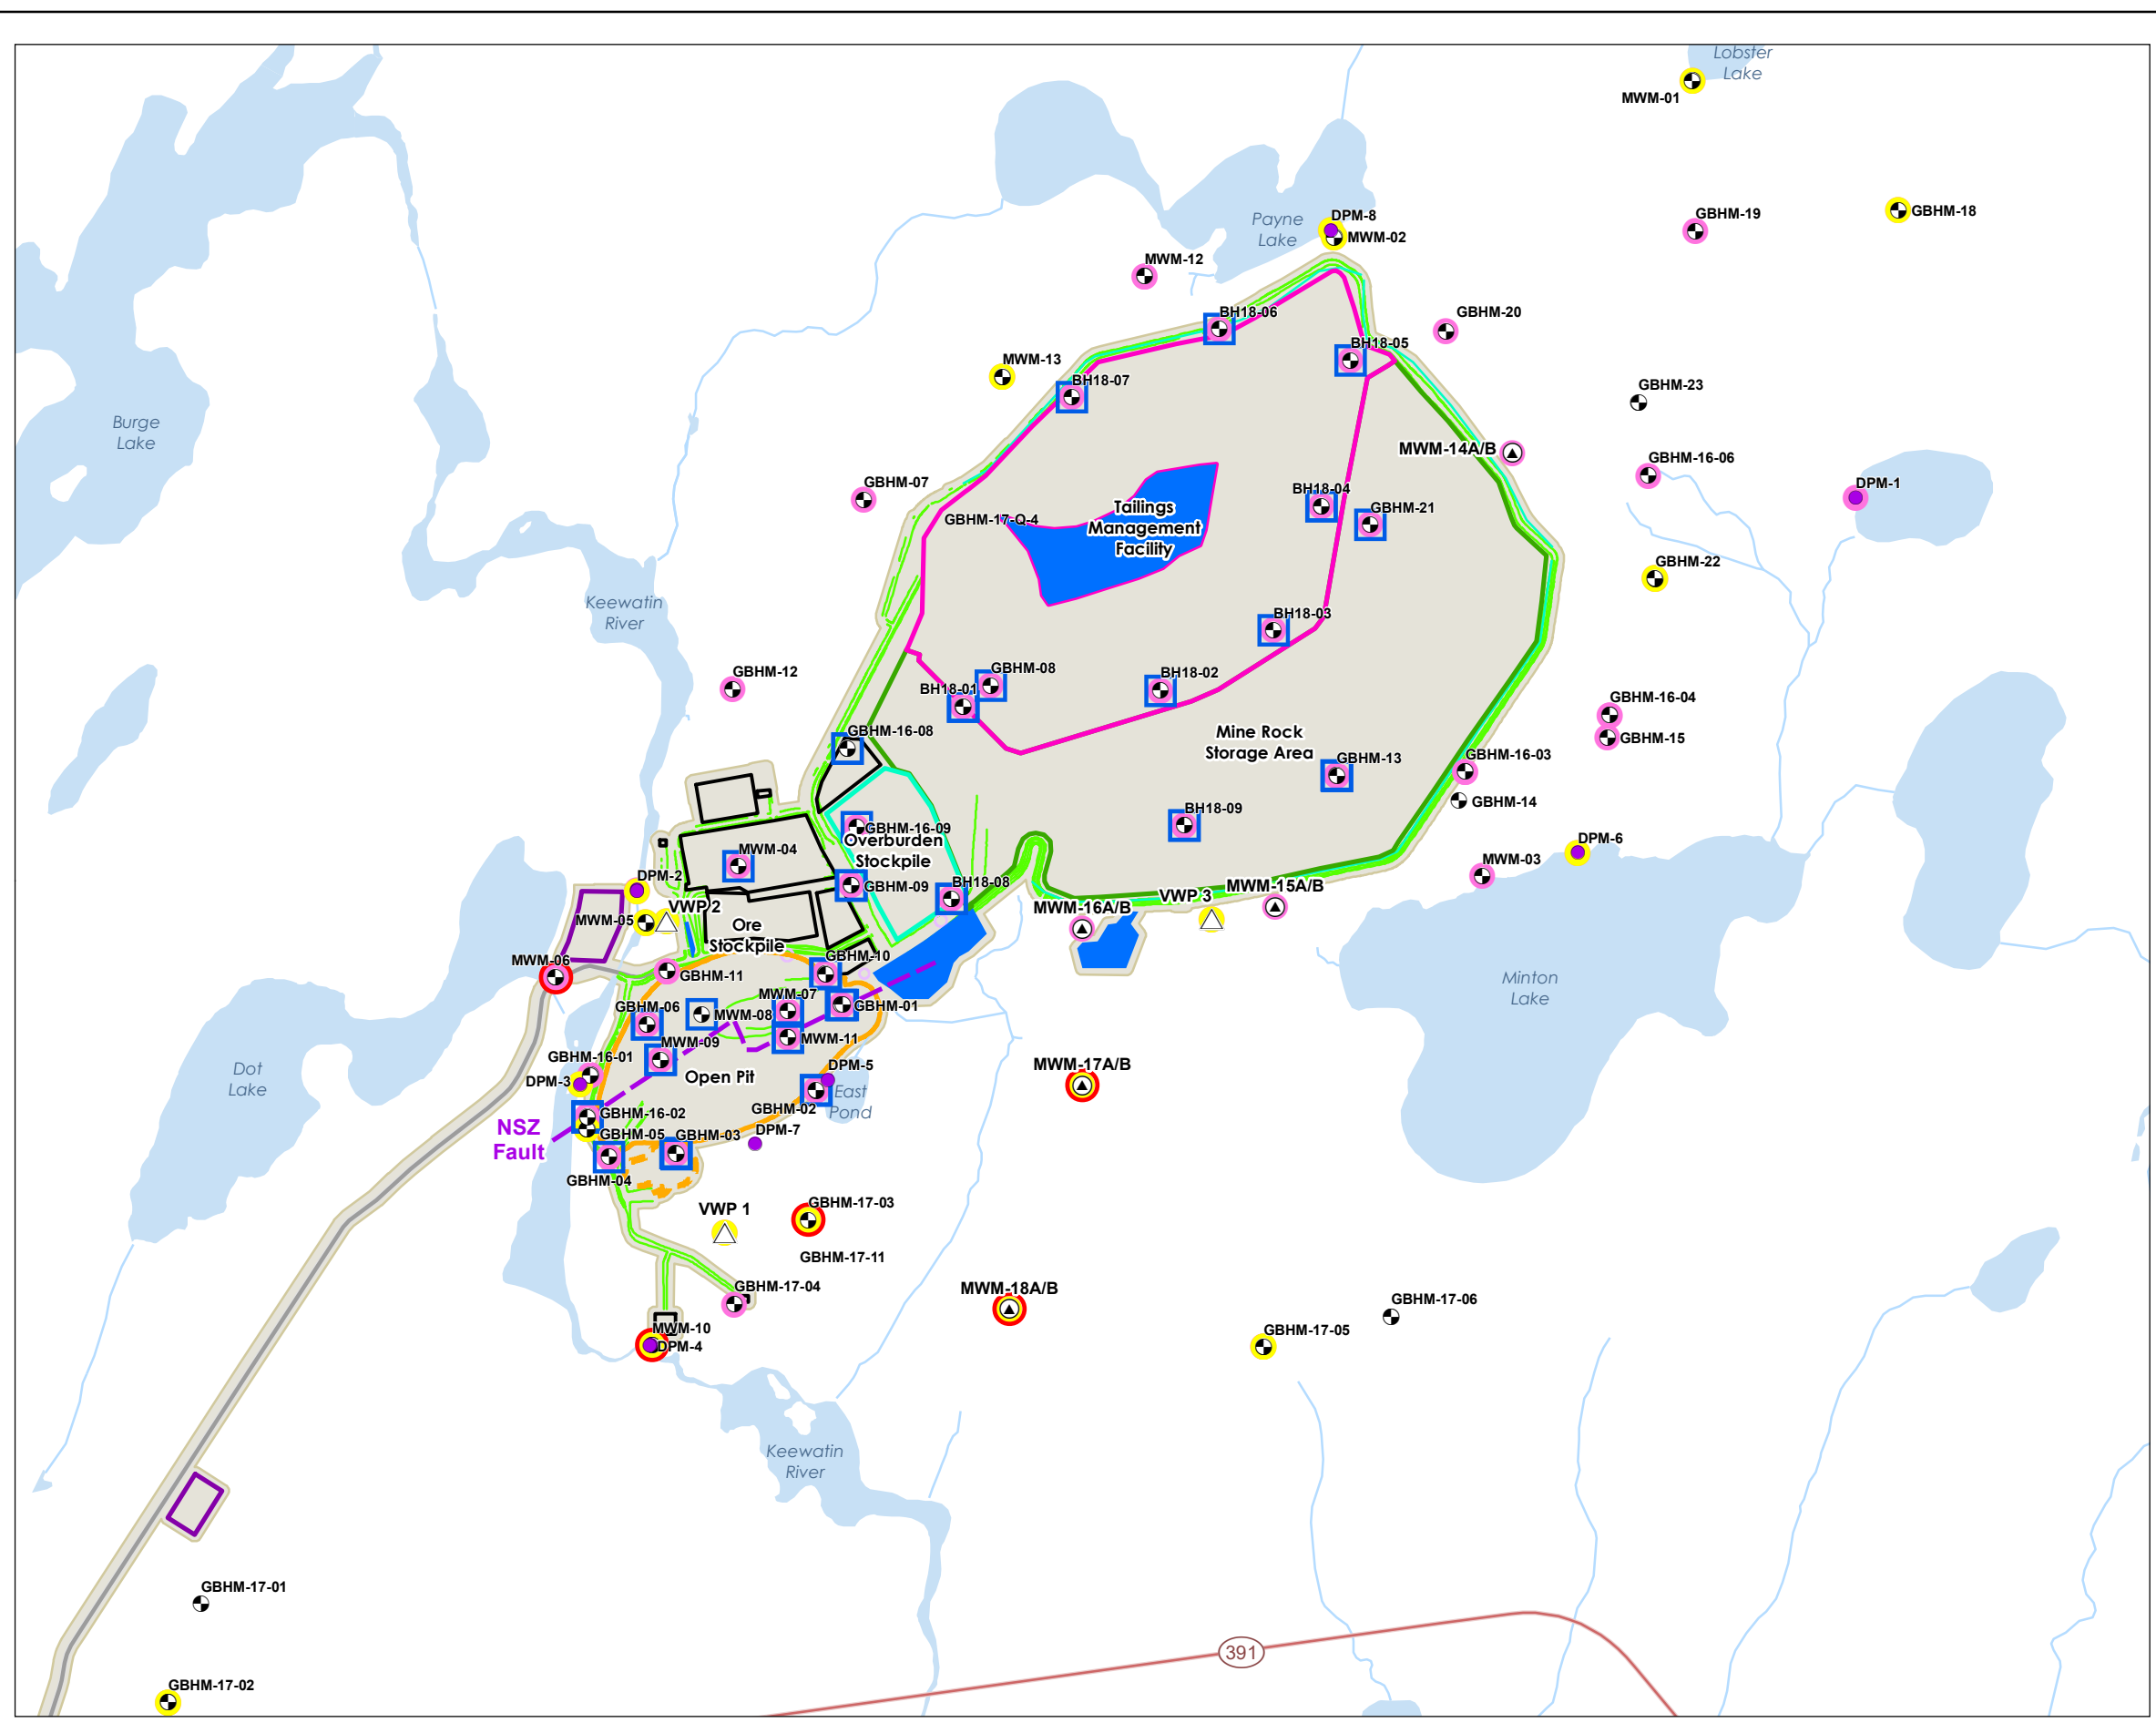 Lobster
Lake
MWM-01
GBHM-19
GBHM-18
DPM-8
Payne
Lake
MWM-02
MWM-12
BH18-06
GBHM-20
BH18-05
MWM-13
BH18-07
GBHM-23
Burge
Lake
MWM-14A/B
GBHM-16-06
GBHM-07
DPM-1
BH18-04
GBHM-21
GBHM-17-Q-4
Tailings
Management
Facility
GBHM-22
Keewatin
River
BH18-03
GBHM-12
GBHM-08
BH18-01
BH18-02
GBHM-16-04
GBHM-15
GBHM-16-08
Mine Rock
Storage Area
GBHM-16-03
GBHM-13
GBHM-14
BH18-09
GBHM-16-09
Overburden
Stockpile
MWM-04
DPM-6
MWM-03
DPM-2
GBHM-09
BH18-08
VWP 2
MWM-05
Ore
Stockpile
MWM-16A/B
VWP 3
MWM-15A/B
MWM-06
GBHM-11
GBHM-10
Minton
Lake
GBHM-06
MWM-08
MWM-07
GBHM-01
MWM-09
MWM-11
GBHM-16-01
DPM-3
Open Pit
DPM-5
East
Pond
MWM-17A/B
Dot
Lake
GBHM-02
GBHM-16-02
NSZ
Fault
GBHM-05
GBHM-03
DPM-7
GBHM-04
VWP 1
GBHM-17-03
GBHM-17-11
GBHM-17-04
MWM-18A/B
GBHM-17-06
MWM-10
DPM-4
GBHM-17-05
Keewatin
River
GBHM-17-01
391
GBHM-17-02